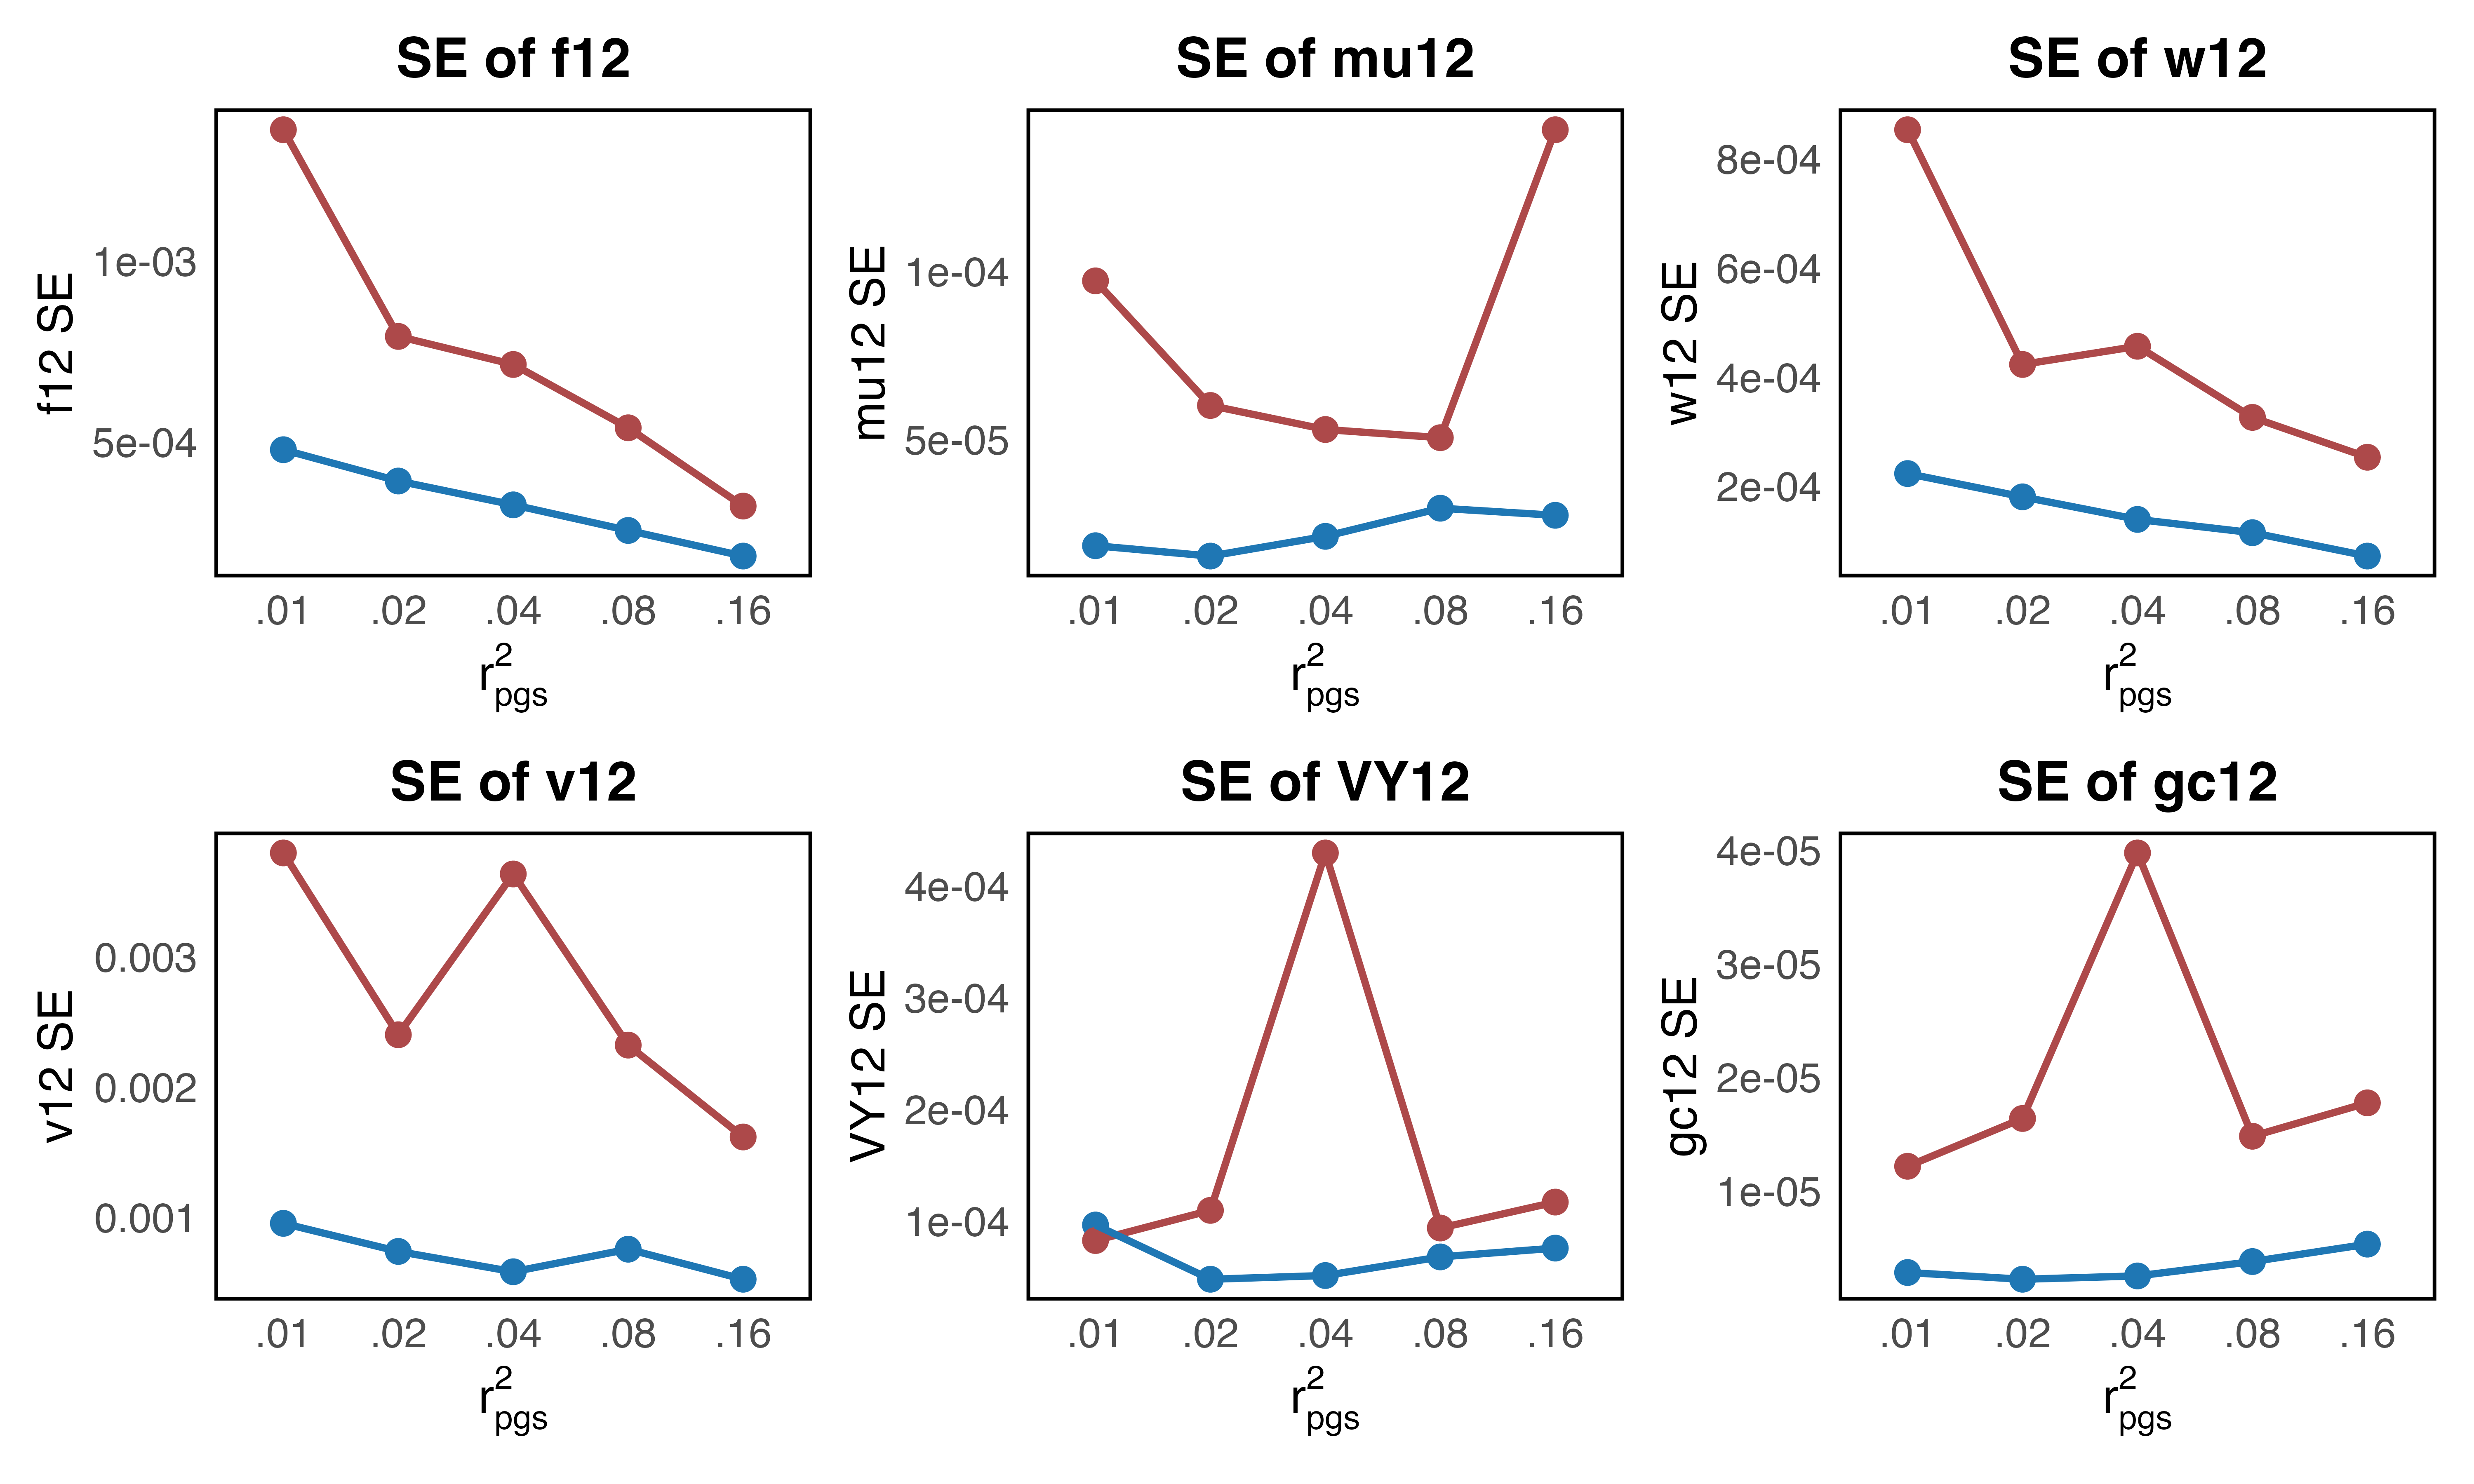 SE of f12
f12 SE
1e-03
5e-04
.01 .02 .04 .08 .16
r²pgs
SE of mu12
mu12 SE
1e-04
5e-05
.01 .02 .04 .08 .16
r²pgs
SE of w12
w12 SE
8e-04
6e-04
4e-04
2e-04
.01 .02 .04 .08 .16
r²pgs
SE of v12
v12 SE
0.003
0.002
0.001
.01 .02 .04 .08 .16
r²pgs
SE of VY12
VY12 SE
4e-04
3e-04
2e-04
1e-04
.01 .02 .04 .08 .16
r²pgs
SE of gc12
gc12 SE
4e-05
3e-05
2e-05
1e-05
.01 .02 .04 .08 .16
r²pgs